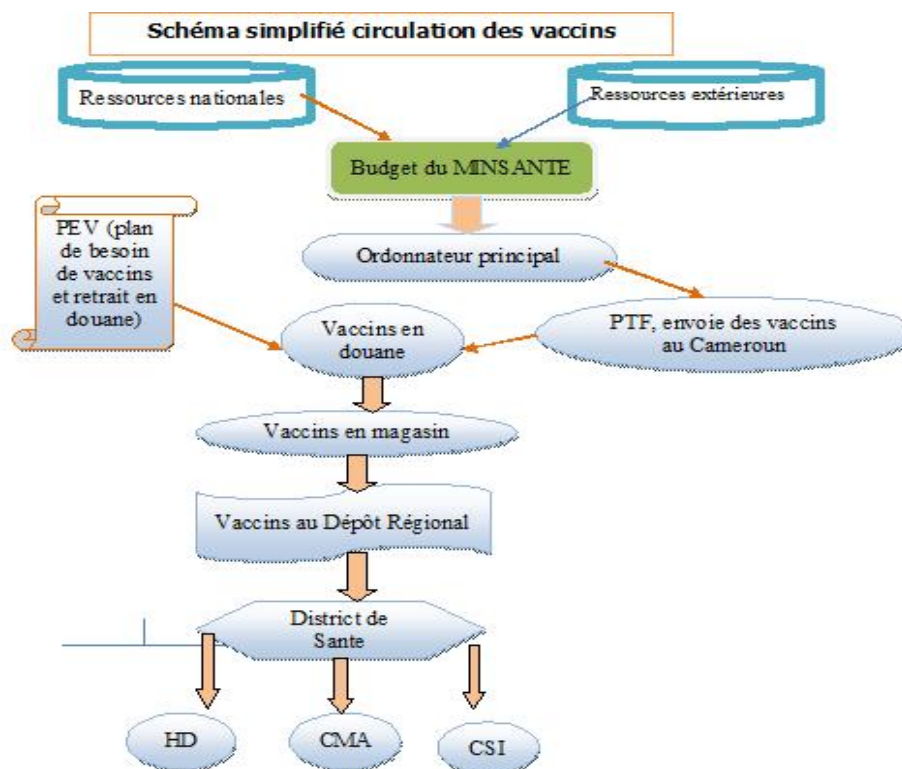 Schéma simplifié circulation des vaccins
Ressources nationales
Ressources extérieures
Budget du MINSANTE
PEV (plan
de besoin
de vaccins
et retrait en
douane)
Ordonnateur principal
Vaccins en
douane
PTF, envoie des vaccins
au Cameroun
Vaccins en magasin
Vaccins au Dépôt Régional
District de
Sante
HD
CMA
CSI